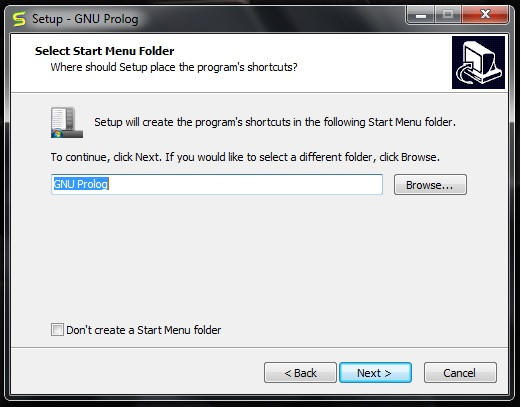 Setup - GNU Prolog
Select Start Menu Folder
Where should Setup place the program's shortcuts?
Setup will create the program's shortcuts in the following Start Menu folder.
To continue, click Next. If you would like to select a different folder, click Browse.
GNU Prolog
Browse...
Don't create a Start Menu folder
< Back
Next >
Cancel